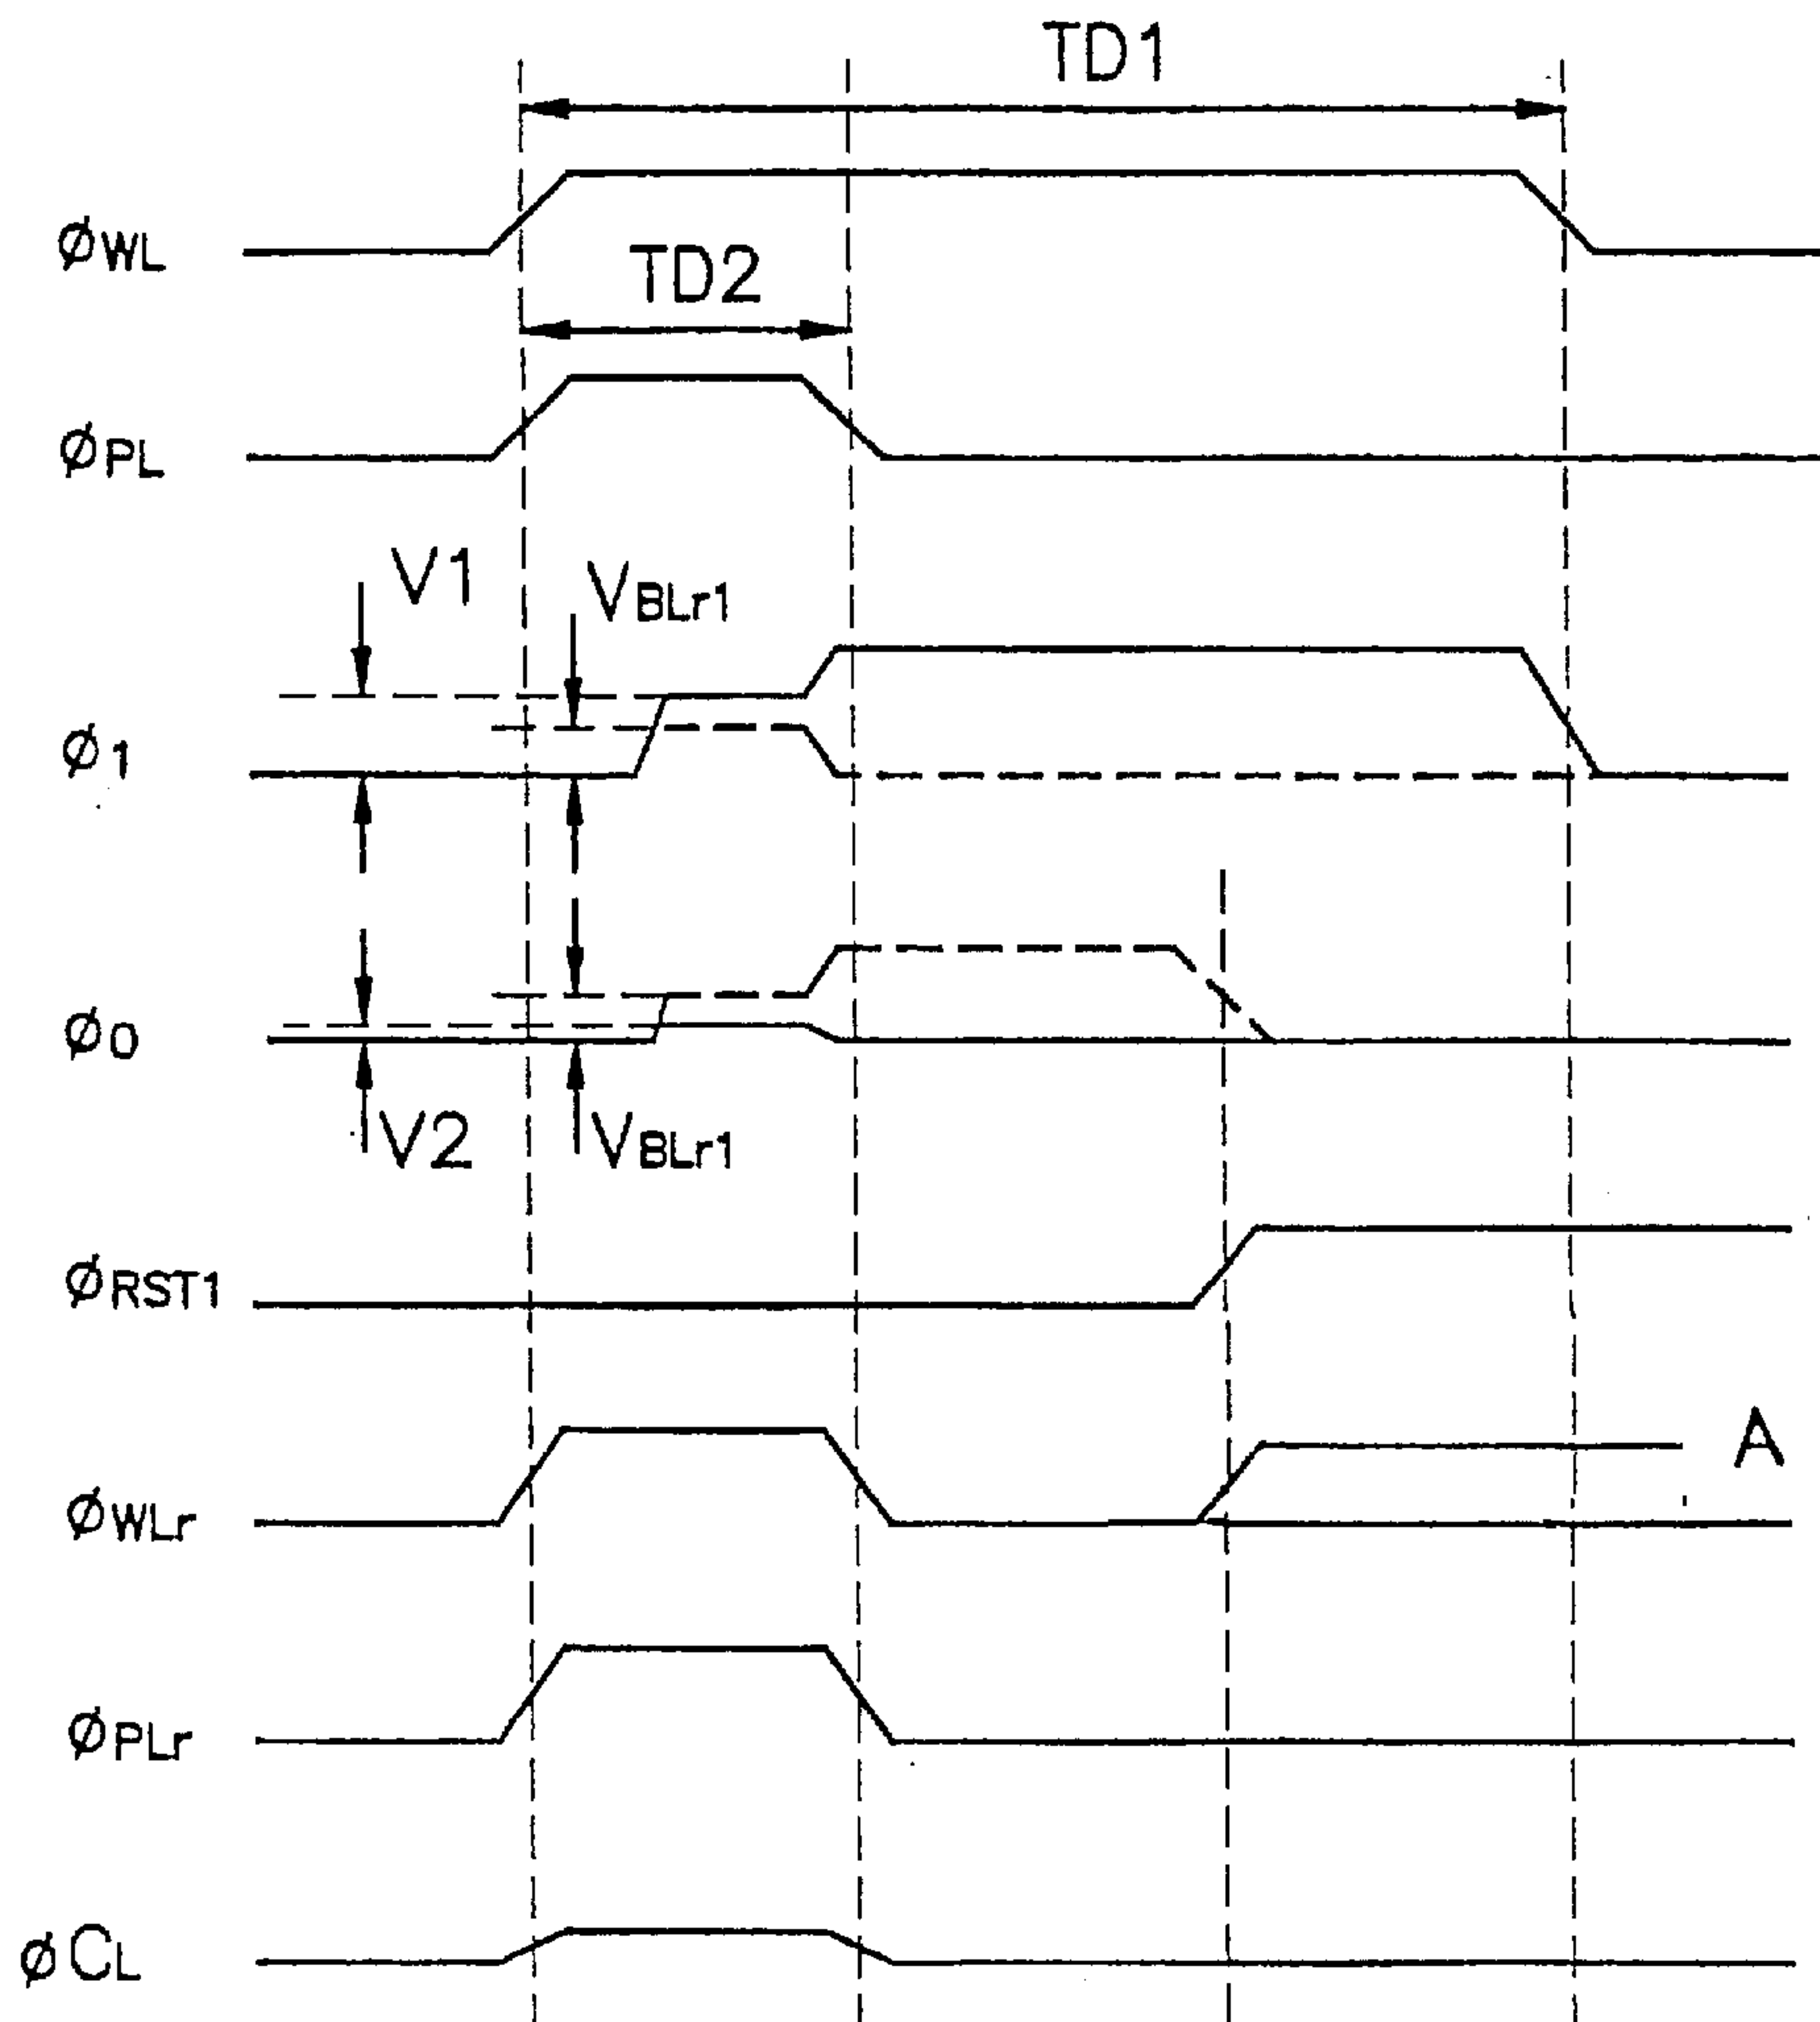 TD1
øWL
TD2
øPL
V1
VBLr1
ø1
ø0
V2
VBLr1
øRST1
A
øWLr
øPLr
øCL